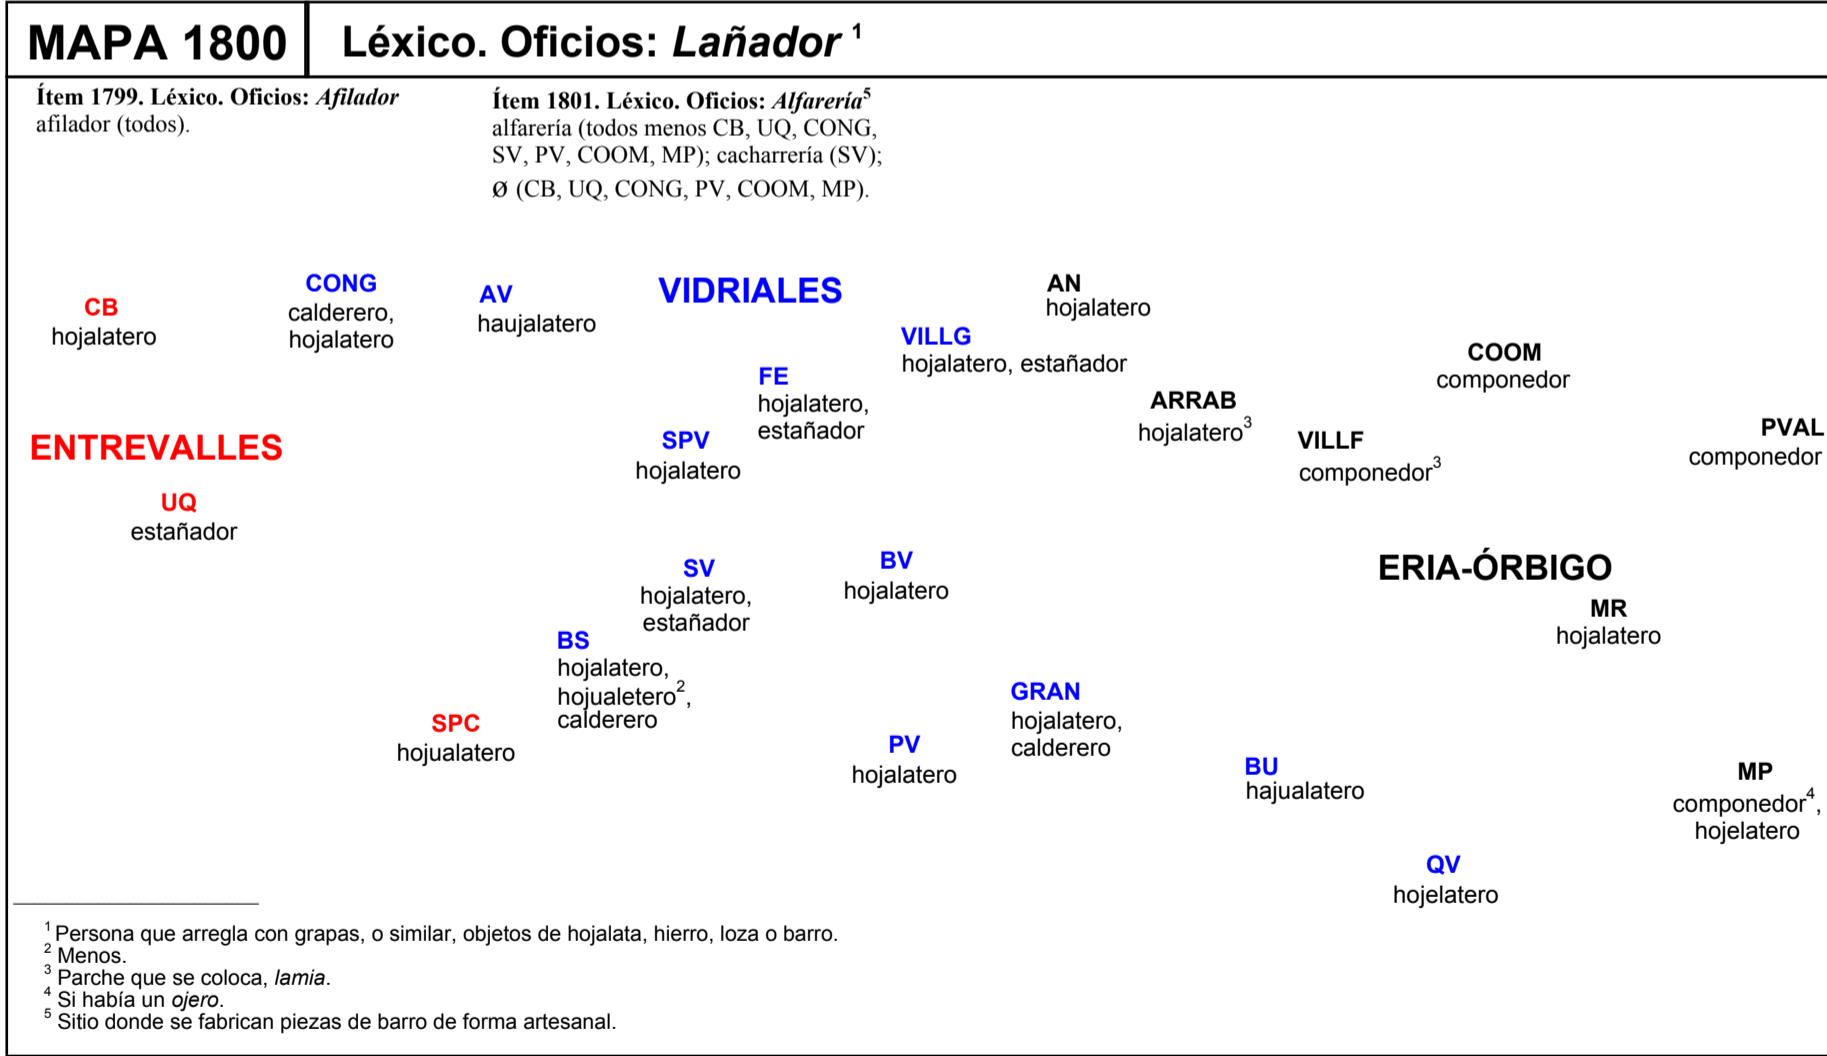 MAPA 1800
Léxico. Oficios: Lañador ¹
Ítem 1799. Léxico. Oficios: Afilador
afilador (todos).
Ítem 1801. Léxico. Oficios: Alfarería⁵
alfarería (todos menos CB, UQ, CONG,
SV, PV, COOM, MP); cacharrería (SV);
Ø (CB, UQ, CONG, PV, COOM, MP).
CB
hojalatero
CONG
calderero,
hojalatero
AV
haujalatero
VIDRIALES
AN
hojalatero
VILLG
hojalatero, estañador
COOM
componedor
FE
hojalatero,
estañador
ARRAB
hojalatero³
ENTREVALLES
SPV
hojalatero
VILLF
componedor³
PVAL
componedor
UQ
estañador
SV
hojalatero,
estañador
BV
hojalatero
ERIA-ÓRBIGO
MR
hojalatero
BS
hojalatero,
hojualetero²,
calderero
SPC
hojualatero
GRAN
hojalatero,
calderero
PV
hojalatero
BU
hajualatero
MP
componedor⁴,
hojelatero
QV
hojelatero
¹ Persona que arregla con grapas, o similar, objetos de hojalata, hierro, loza o barro.
² Menos.
³ Parche que se coloca, lamia.
⁴ Si había un ojero.
⁵ Sitio donde se fabrican piezas de barro de forma artesanal.